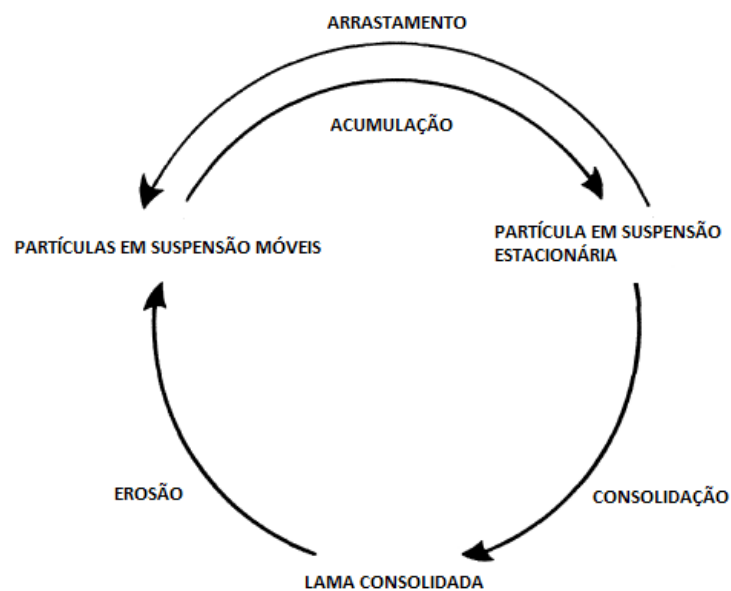 ARRASTAMENTO
ACUMULAÇÃO
PARTÍCULAS EM SUSPENSÃO MÓVEIS
PARTÍCULA EM SUSPENSÃO
ESTACIONÁRIA
EROSÃO
CONSOLIDAÇÃO
LAMA CONSOLIDADA